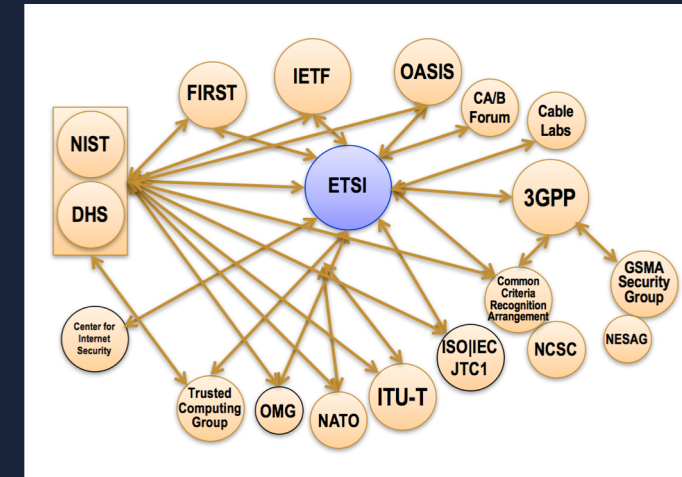 IETF
OASIS
FIRST
CA/B
Forum
Cable
Labs
NIST
ETSI
3GPP
DHS
GSMA
Security
Group
Common
Criteria
Recognition
Arrangement
Center for
Internet
Security
NESAG
ISO|IEC
JTC1
NCSC
Trusted
Computing
Group
OMG
NATO
ITU-T